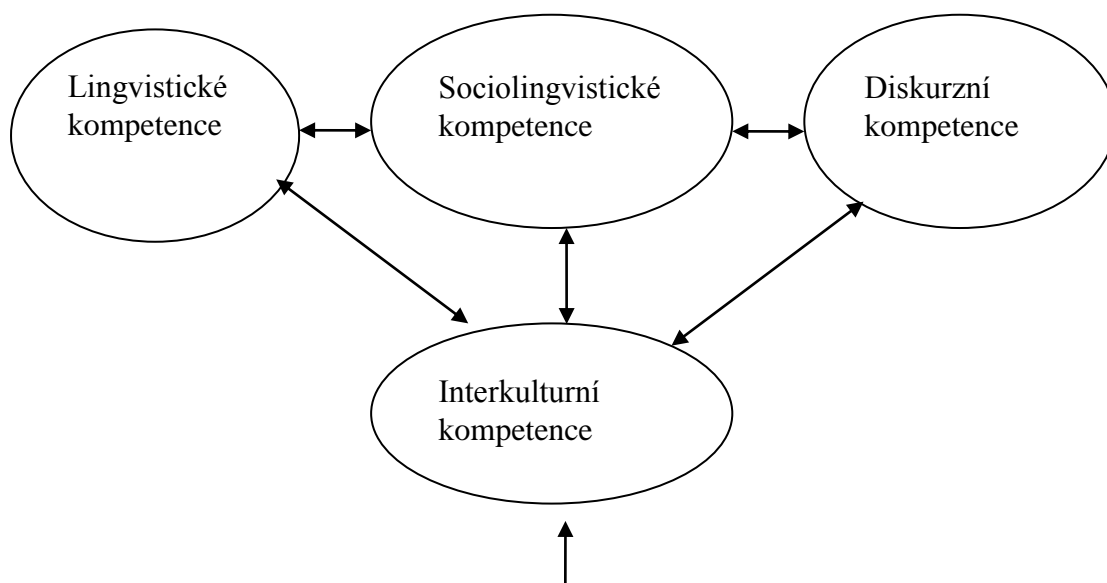 Lingvistické
kompetence
Sociolingvistické
kompetence
Diskurzní
kompetence
Interkulturní
kompetence